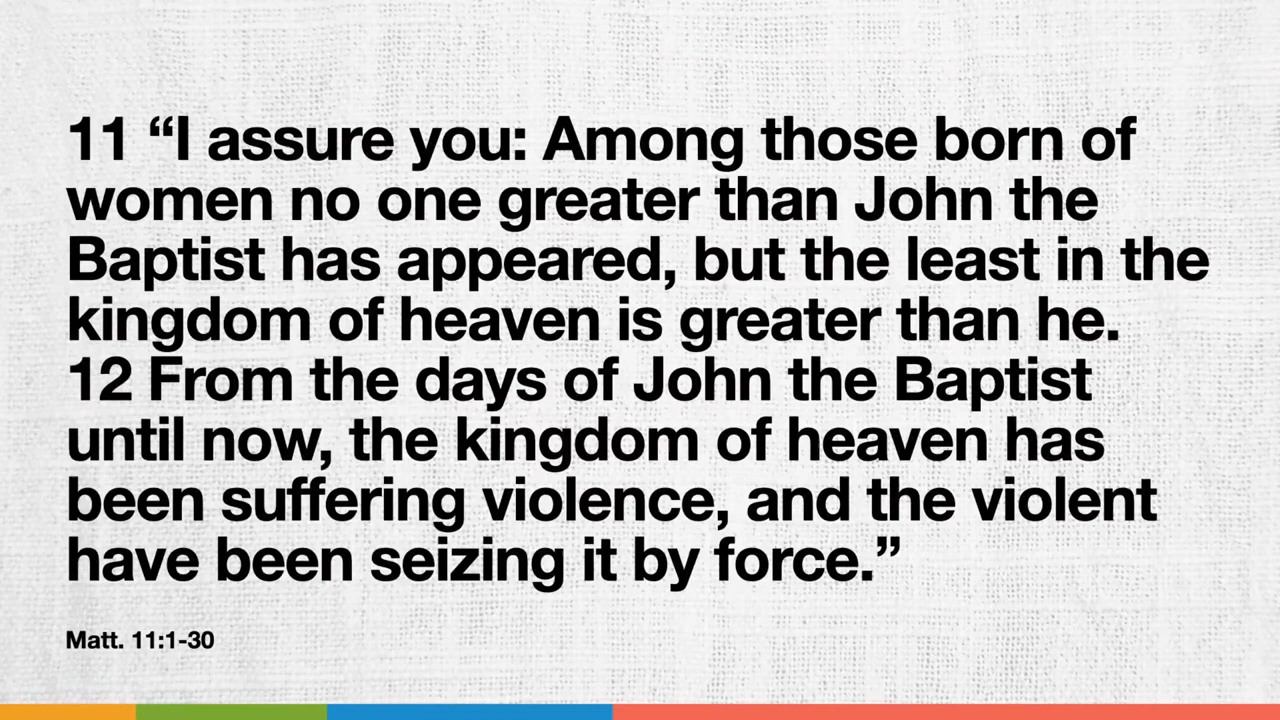 11 “I assure you: Among those born of
women no one greater than John the
Baptist has appeared, but the least in the
kingdom of heaven is greater than he.
12 From the days of John the Baptist
until now, the kingdom of heaven has
been suffering violence, and the violent
have been seizing it by force.”
Matt. 11:1-30